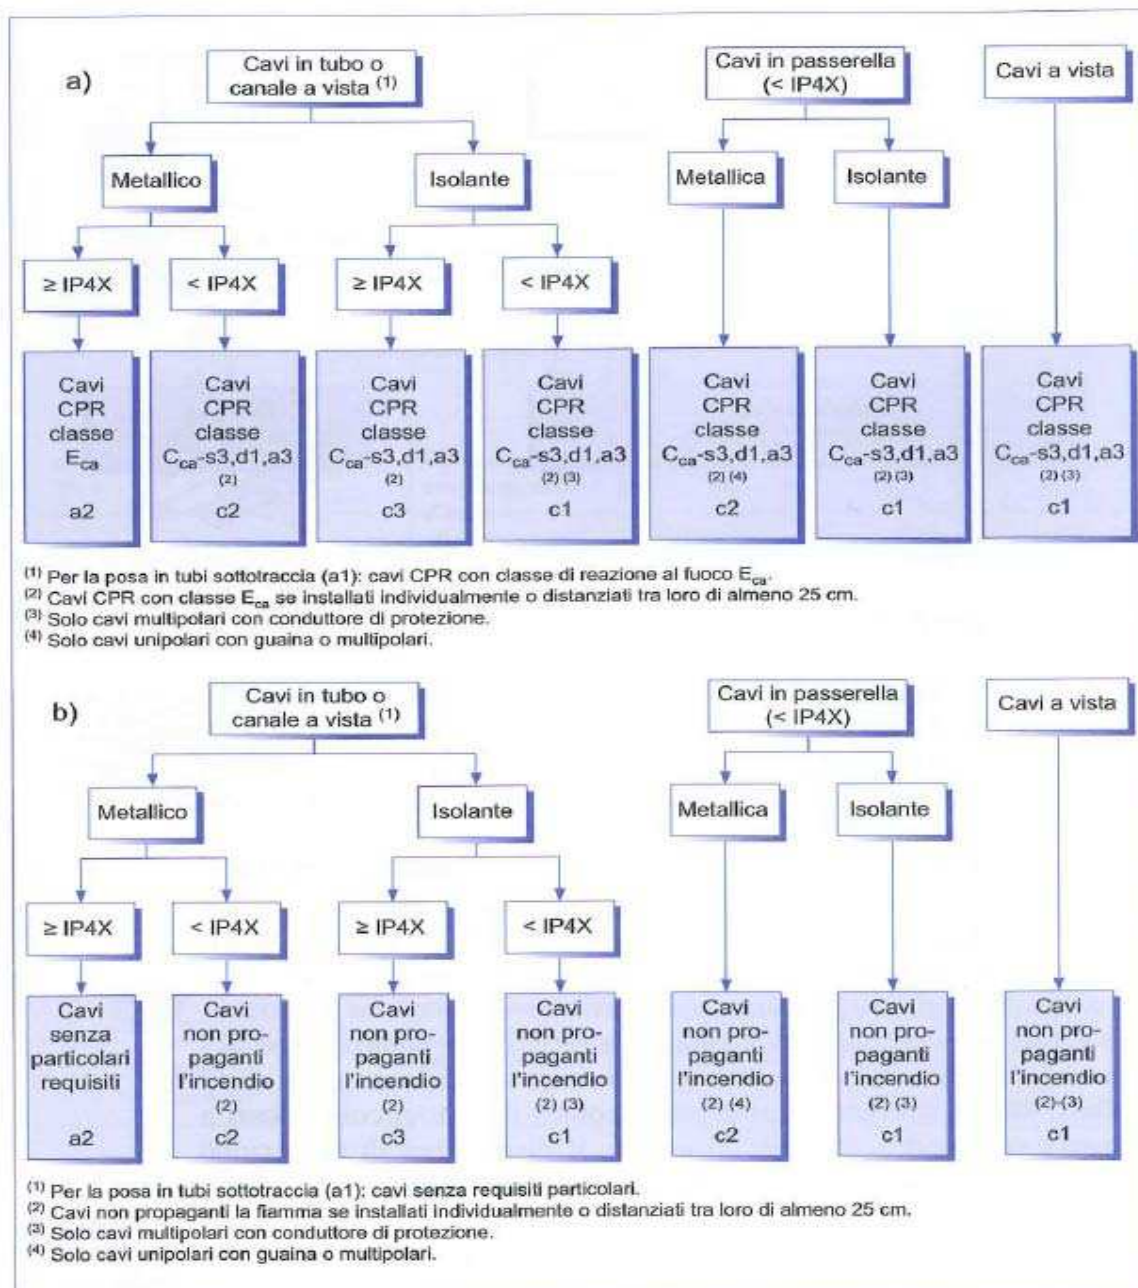 a)
Cavi in tubo o
canale a vista (1)
Cavi in passerella
(< IP4X)
Cavi a vista
Metallico
Isolante
Metallica
Isolante
≥ IP4X
< IP4X
≥ IP4X
< IP4X
Cavi
CPR
classe
Eca
a2
Cavi
CPR
classe
Cca-s3,d1,a3
(2)
c2
Cavi
CPR
classe
Cca-s3,d1,a3
(2)
c3
Cavi
CPR
classe
Cca-s3,d1,a3
(2) (3)
c1
Cavi
CPR
classe
Cca-s3,d1,a3
(2) (4)
c2
Cavi
CPR
classe
Cca-s3,d1,a3
(2) (3)
c1
Cavi
CPR
classe
Cca-s3,d1,a3
(2) (3)
c1
(1) Per la posa in tubi sottotraccia (a1): cavi CPR con classe di reazione al fuoco Eca.
(2) Cavi CPR con classe Eca se installati individualmente o distanziati tra loro di almeno 25 cm.
(3) Solo cavi multipolari con conduttore di protezione.
(4) Solo cavi unipolari con guaina o multipolari.
b)
Cavi in tubo o
canale a vista (1)
Cavi in passerella
(< IP4X)
Cavi a vista
Metallico
Isolante
Metallica
Isolante
≥ IP4X
< IP4X
≥ IP4X
< IP4X
Cavi
senza
particolari
requisiti
a2
Cavi
non pro-
paganti
l'incendio
(2)
c2
Cavi
non pro-
paganti
l'incendio
(2)
c3
Cavi
non pro-
paganti
l'incendio
(2) (3)
c1
Cavi
non pro-
paganti
l'incendio
(2) (4)
c2
Cavi
non pro-
paganti
l'incendio
(2) (3)
c1
Cavi
non pro-
paganti
l'incendio
(2)-(3)
c1
(1) Per la posa in tubi sottotraccia (a1): cavi senza requisiti particolari.
(2) Cavi non propaganti la fiamma se installati individualmente o distanziati tra loro di almeno 25 cm.
(3) Solo cavi multipolari con conduttore di protezione.
(4) Solo cavi unipolari con guaina o multipolari.